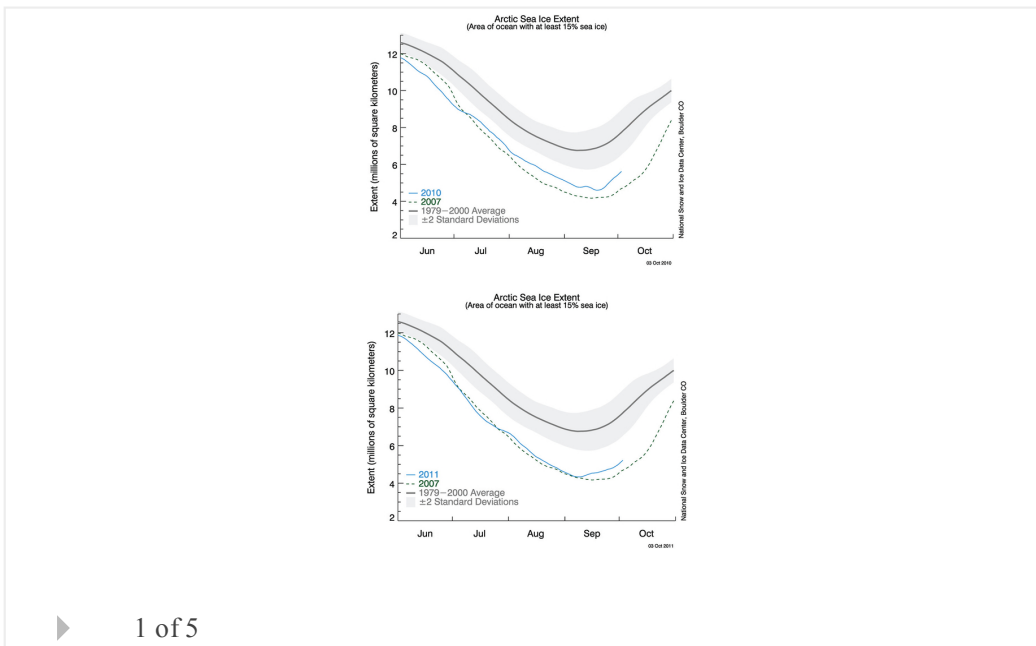 Arctic Sea Ice Extent
(Area of ocean with at least 15% sea ice)
Extent (millions of square kilometers)
12
10
8
6
4
2
2010
2007
1979−2000 Average
±2 Standard Deviations
Jun Jul Aug Sep Oct
National Snow and Ice Data Center, Boulder CO
03 Oct 2010
Arctic Sea Ice Extent
(Area of ocean with at least 15% sea ice)
Extent (millions of square kilometers)
12
10
8
6
4
2
2011
2007
1979−2000 Average
±2 Standard Deviations
Jun Jul Aug Sep Oct
National Snow and Ice Data Center, Boulder CO
03 Oct 2011
1 of 5